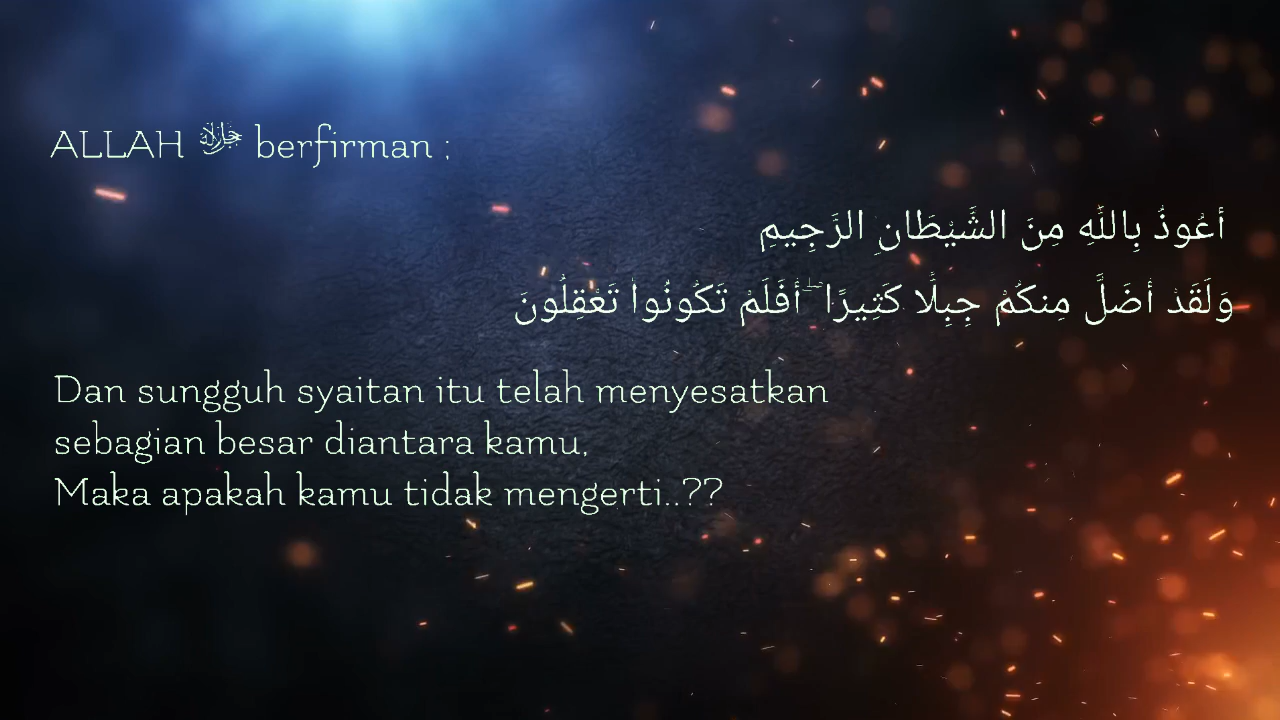 ALLAH ﷻ berfirman ;
أعُوذُ بِاللّٰهِ مِنَ الشَّيْطَانِ الرَّجِيمِ
وَلَقَدْ أَضَلَّ مِنكُمْ جِبِلًّا كَثِيرًا ۖ أَفَلَمْ تَكُونُوا۟ تَعْقِلُونَ
Dan sungguh syaitan itu telah menyesatkan
sebagian besar diantara kamu,
Maka apakah kamu tidak mengerti..??